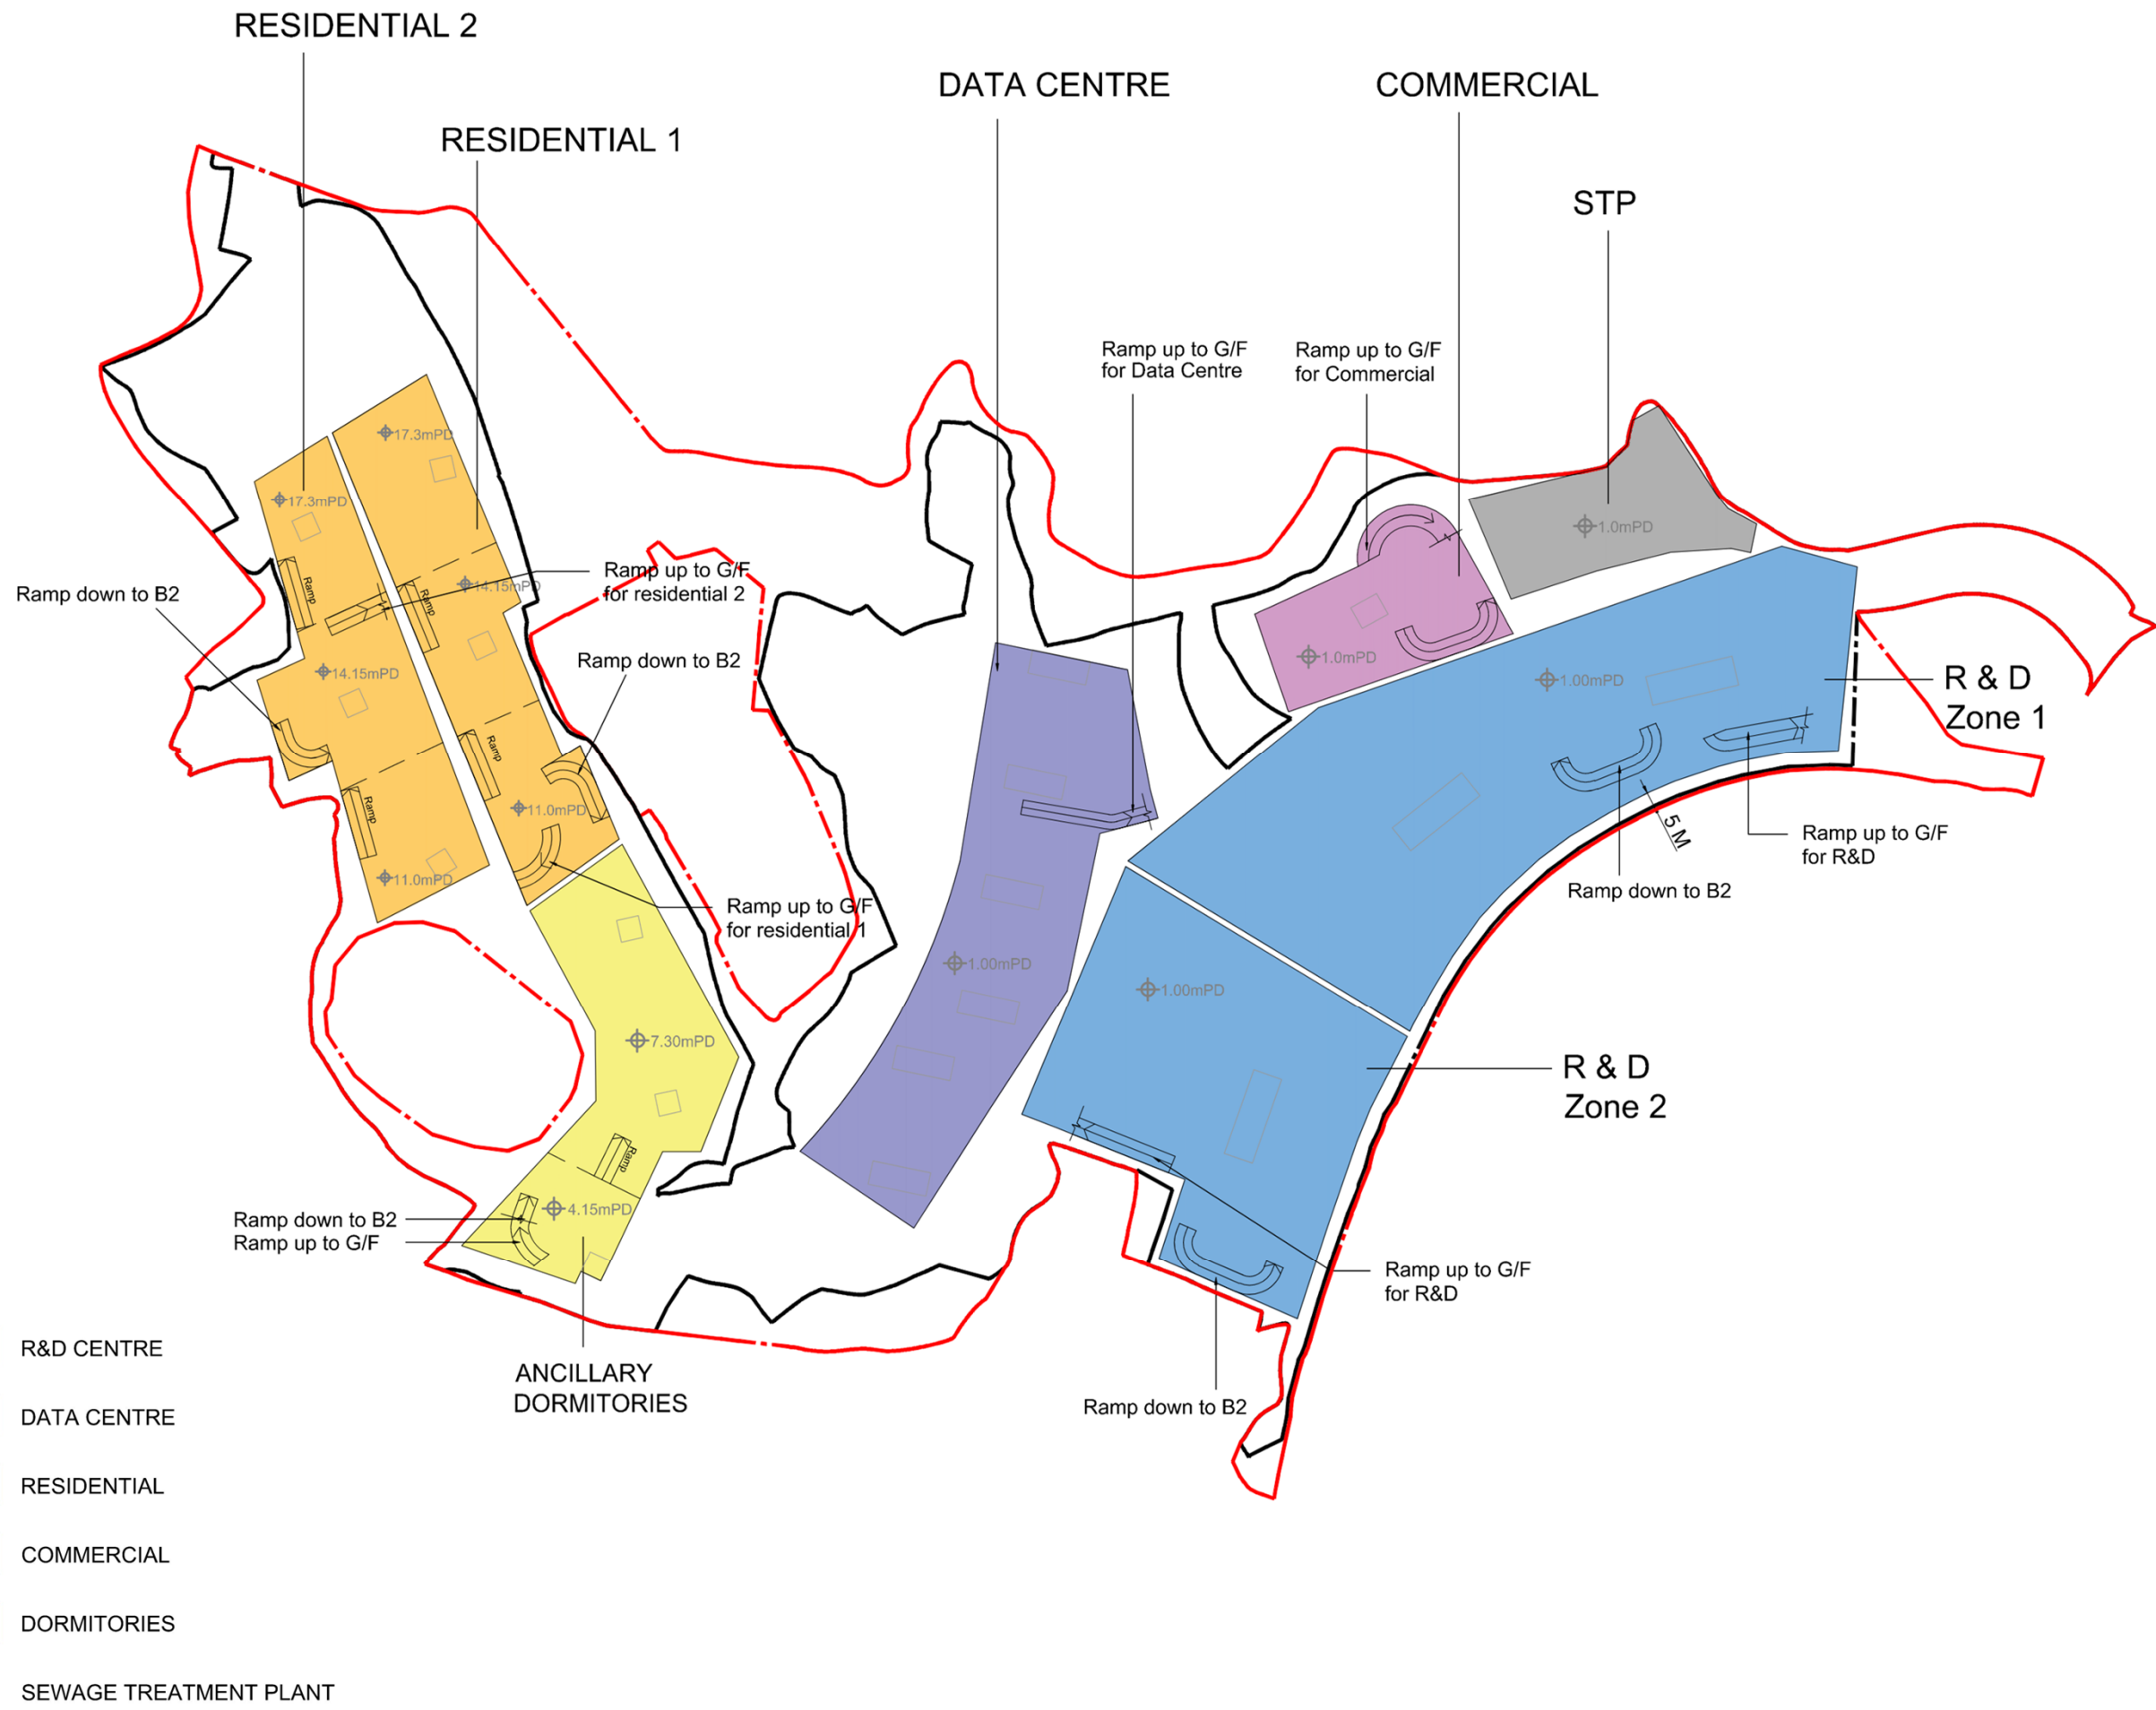 RESIDENTIAL 2
DATA CENTRE
COMMERCIAL
RESIDENTIAL 1
STP
Ramp up to G/F
for Data Centre
Ramp up to G/F
for Commercial
17.3mPD
17.3mPD
1.0mPD
Ramp up to G/F
for residential 2
14.15mPD
Ramp down to B2
Ramp
Ramp
Ramp down to B2
1.0mPD
14.15mPD
1.00mPD
R & D
Zone 1
Ramp
Ramp
11.0mPD
5 M
Ramp up to G/F
for R&D
11.0mPD
Ramp down to B2
Ramp up to G/F
for residential 1
1.00mPD
1.00mPD
7.30mPD
R & D
Zone 2
Ramp
4.15mPD
Ramp down to B2
Ramp up to G/F
Ramp up to G/F
for R&D
R&D CENTRE
ANCILLARY
DORMITORIES
Ramp down to B2
DATA CENTRE
RESIDENTIAL
COMMERCIAL
DORMITORIES
SEWAGE TREATMENT PLANT